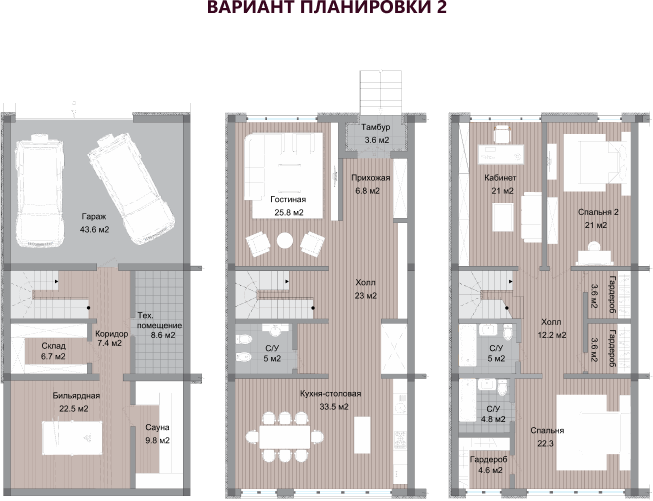 ВАРИАНТ ПЛАНИРОВКИ 2
Гараж
43.6 м2
Тех.
помещение
8.6 м2
Коридор
7.4 м2
Склад
6.7 м2
Бильярдная
22.5 м2
Сауна
9.8 м2
Тамбур
3.6 м2
Прихожая
6.8 м2
Гостиная
25.8 м2
Холл
23 м2
С/У
5 м2
Кухня-столовая
33.5 м2
Кабинет
21 м2
Спальня 2
21 м2
Гардероб
3.6 м2
Холл
12.2 м2
Гардероб
3.6 м2
С/У
5 м2
С/У
4.8 м2
Спальня
22.3
Гардероб
4.6 м2